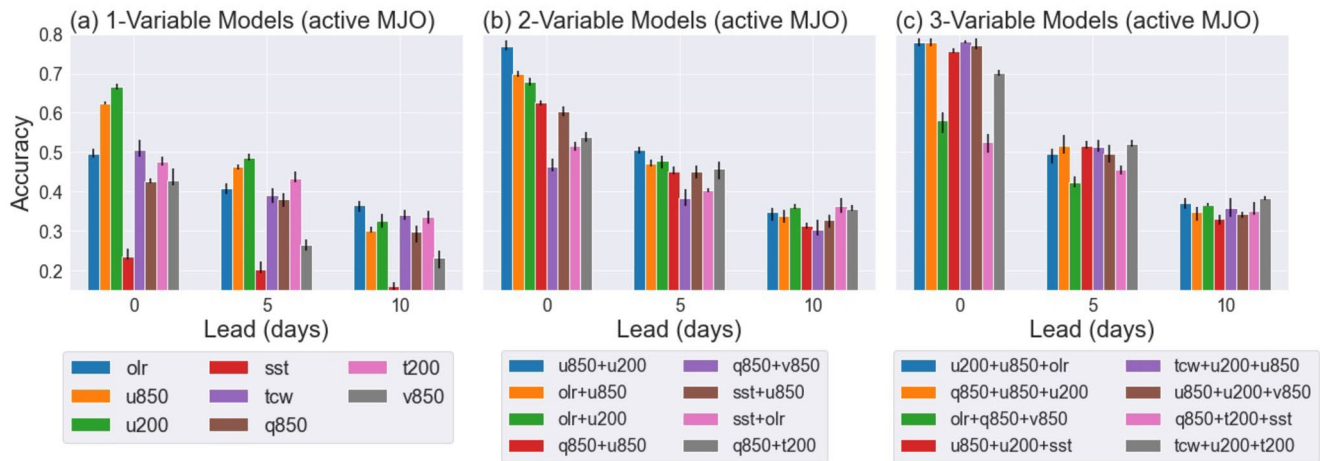 (a) 1-Variable Models (active MJO)
(b) 2-Variable Models (active MJO)
(c) 3-Variable Models (active MJO)
Accuracy
0.8
0.7
0.6
0.5
0.4
0.3
0.2
0 5 10
0 5 10
0 5 10
Lead (days)
Lead (days)
Lead (days)
olr sst t200
u850 tcw v850
u200 q850
u850+u200 q850+v850
olr+u850 sst+u850
olr+u200 sst+olr
q850+u850 q850+t200
u200+u850+olr tcw+u200+u850
q850+u850+u200 u850+u200+v850
olr+q850+v850 q850+t200+sst
u850+u200+sst tcw+u200+t200